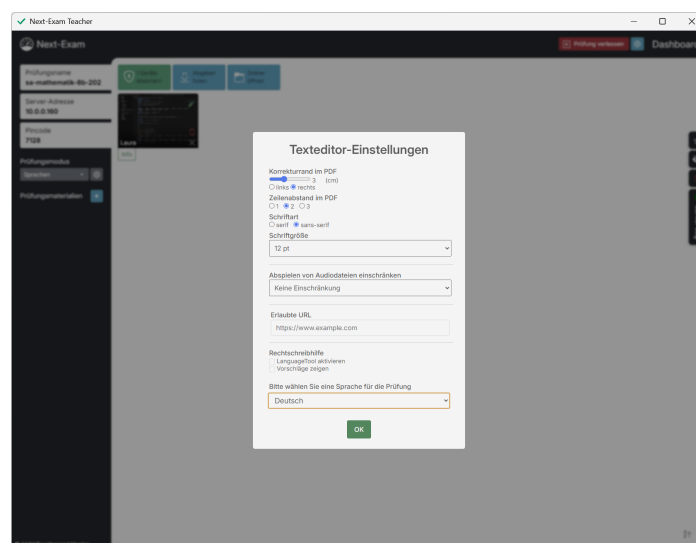 Next-Exam Teacher
Next-Exam
Prüfung verlassen
Dashboar
Prüfungsname
sa-mathematik-8b-202
Server-Adresse
10.0.0.160
Pincode
7128
Prüfungsmodus
Sprachen
Prüfungsmaterialien
Laura
Info
Texteditor-Einstellungen
Korrekturrand im PDF
3 (cm)
links rechts
Zeilenabstand im PDF
1 2 3
Schriftart
serif sans-serif
Schriftgröße
12 pt
Abspielen von Audiodateien einschränken
Keine Einschränkung
Erlaubte URL
https://www.example.com
Rechtschreibhilfe
LanguageTool aktivieren
Vorschläge zeigen
Bitte wählen Sie eine Sprache für die Prüfung
Deutsch
OK